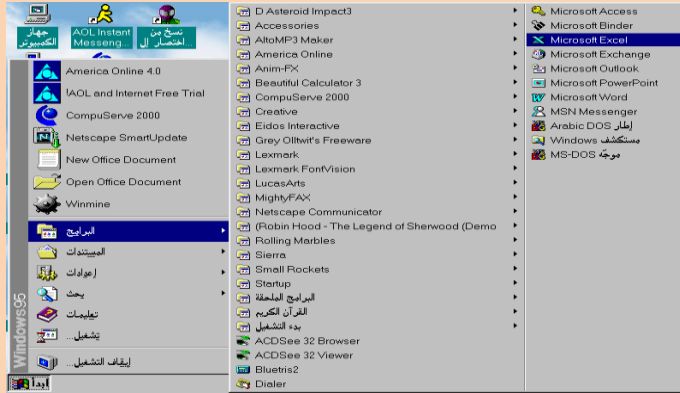 جهاز
الكمبيوتر
AOL Instant
Messeng...
نسخ من
اختصار إل...
America Online 4.0
!AOL and Internet Free Trial
CompuServe 2000
Netscape SmartUpdate
New Office Document
Open Office Document
Winmine
البرامج
المستندات
إعدادات
بحث
تعليمات
تشغيل...
إيقاف التشغيل...
Windows95
ابدأ
D Asteroid Impact3
Accessories
AltoMP3 Maker
America Online
Anim-FX
Beautiful Calculator 3
CompuServe 2000
Creative
Eidos Interactive
Grey Olltwit's Freeware
Lexmark
Lexmark FontVision
LucasArts
MightyFAX
Netscape Communicator
(Robin Hood - The Legend of Sherwood (Demo
Rolling Marbles
Sierra
Small Rockets
Startup
البرامج الملحقة
القرآن الكريم
بدء التشغيل
ACDSee 32 Browser
ACDSee 32 Viewer
Bluetris2
Dialer
Microsoft Access
Microsoft Binder
Microsoft Excel
Microsoft Exchange
Microsoft Outlook
Microsoft PowerPoint
Microsoft Word
MSN Messenger
إطار Arabic DOS
مستكشف Windows
موجّه MS-DOS